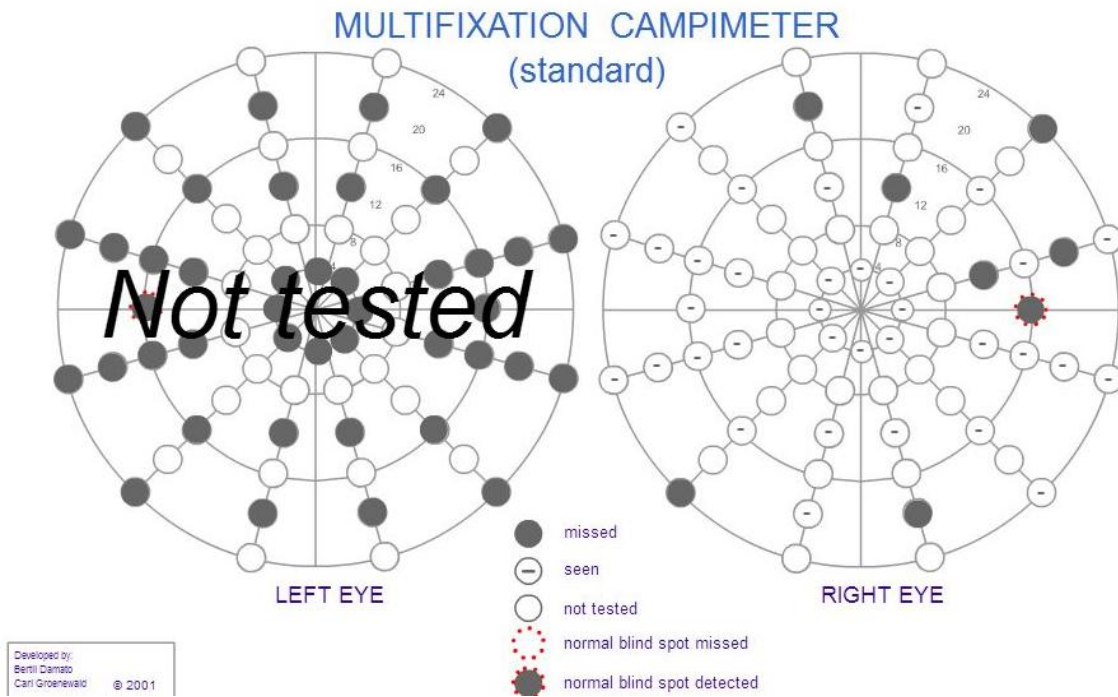 MULTIFIXATION CAMPIMETER
(standard)
24
20
16
12
8
4
24
20
16
12
8
4
Not tested
LEFT EYE
RIGHT EYE
missed
seen
not tested
normal blind spot missed
normal blind spot detected
Developed by:
Bertil Damato
Carl Groenewald © 2001